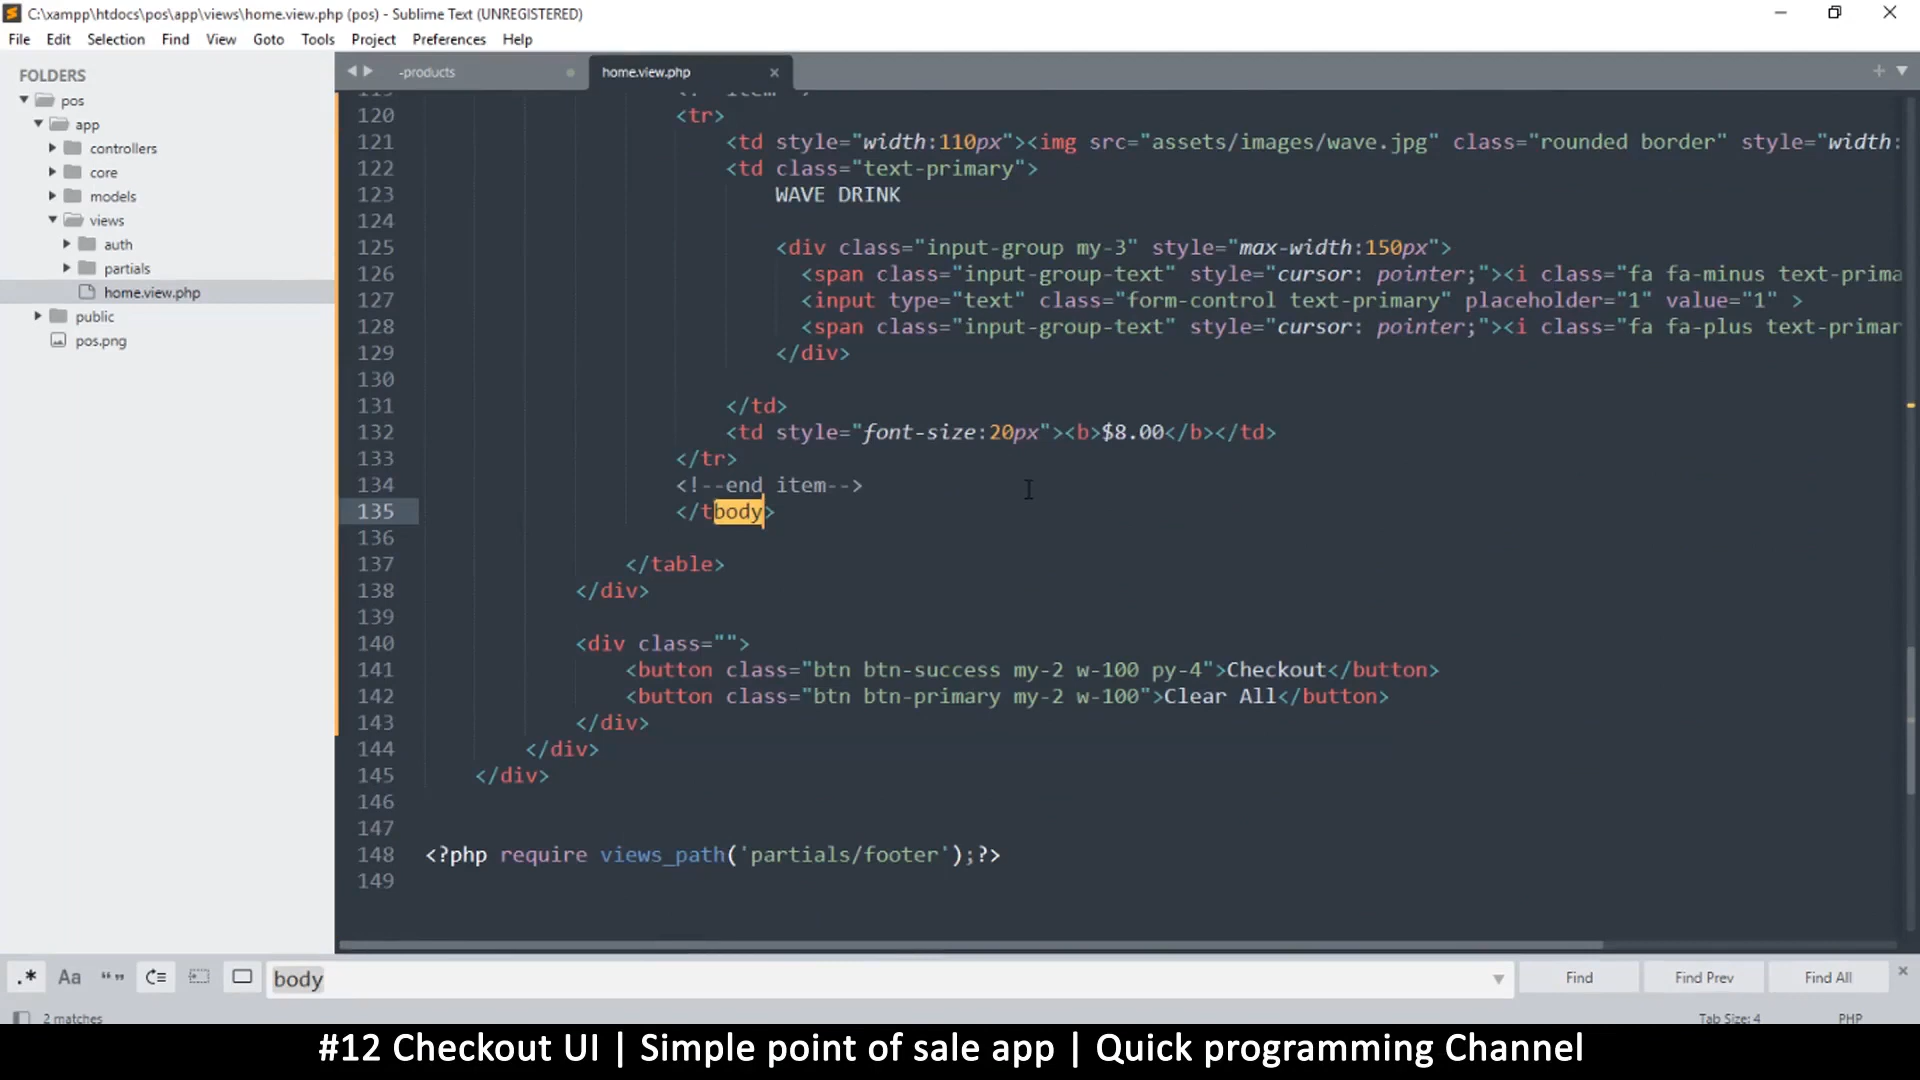 C:\xampp\htdocs\pos\app\views\home.view.php (pos) - Sublime Text (UNREGISTERED)
File Edit Selection Find View Goto Tools Project Preferences Help
FOLDERS
pos
app
controllers
core
models
views
auth
partials
home.view.php
public
pos.png
-products
home.view.php
120 <tr>
121 <td style="width:110px"><img src="assets/images/wave.jpg" class="rounded border" style="width:
122 <td class="text-primary">
123 WAVE DRINK
124
125 <div class="input-group my-3" style="max-width:150px">
126 <span class="input-group-text" style="cursor: pointer;"><i class="fa fa-minus text-prima
127 <input type="text" class="form-control text-primary" placeholder="1" value="1" >
128 <span class="input-group-text" style="cursor: pointer;"><i class="fa fa-plus text-primar
129 </div>
130
131 </td>
132 <td style="font-size:20px"><b>$8.00</b></td>
133 </tr>
134 <!--end item-->
135 </tbody>
136
137 </table>
138 </div>
139
140 <div class="">
141 <button class="btn btn-success my-2 w-100 py-4">Checkout</button>
142 <button class="btn btn-primary my-2 w-100">Clear All</button>
143 </div>
144 </div>
145 </div>
146
147
148 <?php require views_path('partials/footer');?>
149
.* Aa “” body Find Find Prev Find All
2 matches Tab Size: 4 PHP
#12 Checkout UI | Simple point of sale app | Quick programming Channel